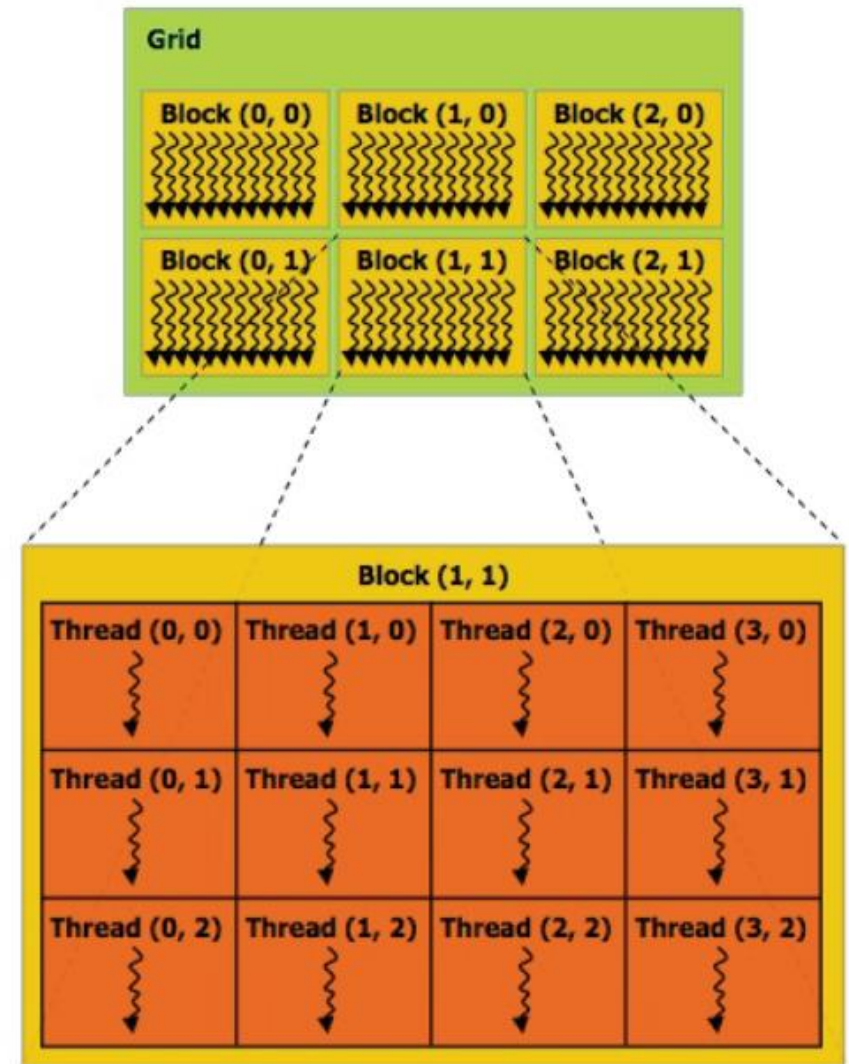 Grid
Block (0, 0) Block (1, 0) Block (2, 0)
Block (0, 1) Block (1, 1) Block (2, 1)
Block (1, 1)
Thread (0, 0) Thread (1, 0) Thread (2, 0) Thread (3, 0)
Thread (0, 1) Thread (1, 1) Thread (2, 1) Thread (3, 1)
Thread (0, 2) Thread (1, 2) Thread (2, 2) Thread (3, 2)